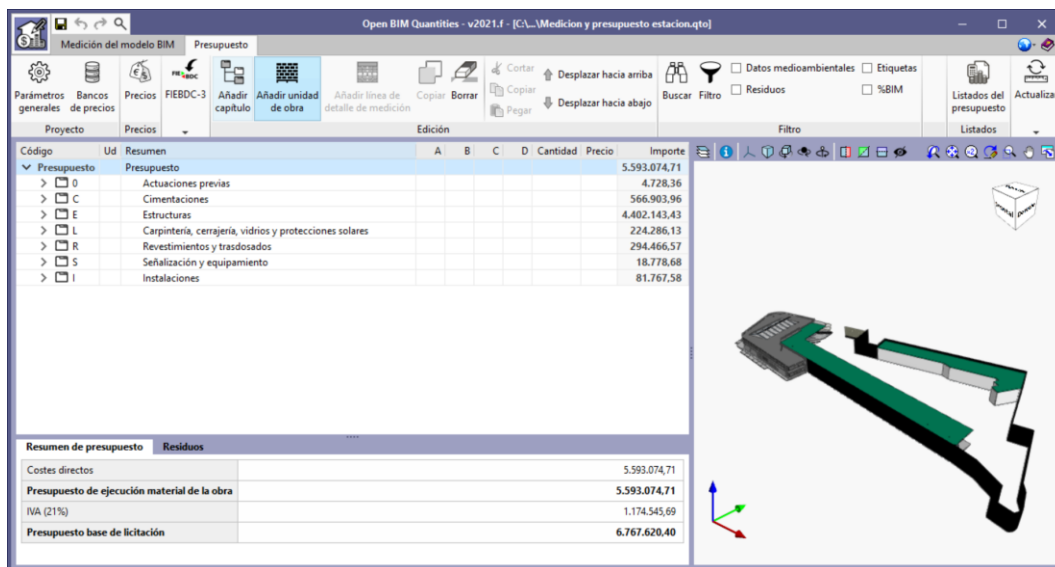 Open BIM Quantities - v2021.f - [C:\...\Medicion y presupuesto estacion.qto]
Medición del modelo BIM Presupuesto
Parámetros generales
Bancos de precios
Precios
FIEBDC-3
Añadir capítulo
Añadir unidad de obra
Añadir línea de detalle de medición
Copiar
Borrar
Cortar
Copiar
Pegar
Desplazar hacia arriba
Desplazar hacia abajo
Buscar
Filtro
Datos medioambientales
Etiquetas
Residuos
%BIM
Listados del presupuesto
Actualiza
Proyecto Precios Edición Filtro Listados
Código Ud Resumen A B C D Cantidad Precio Importe
Presupuesto Presupuesto 5.593.074,71
0 Actuaciones previas 4.728,36
C Cimentaciones 566.903,96
E Estructuras 4.402.143,43
L Carpintería, cerrajería, vidrios y protecciones solares 224.286,13
R Revestimientos y trasdosados 294.466,57
S Señalización y equipamiento 18.778,68
I Instalaciones 81.767,58
Resumen de presupuesto Residuos
Costes directos 5.593.074,71
Presupuesto de ejecución material de la obra 5.593.074,71
IVA (21%) 1.174.545,69
Presupuesto base de licitación 6.767.620,40